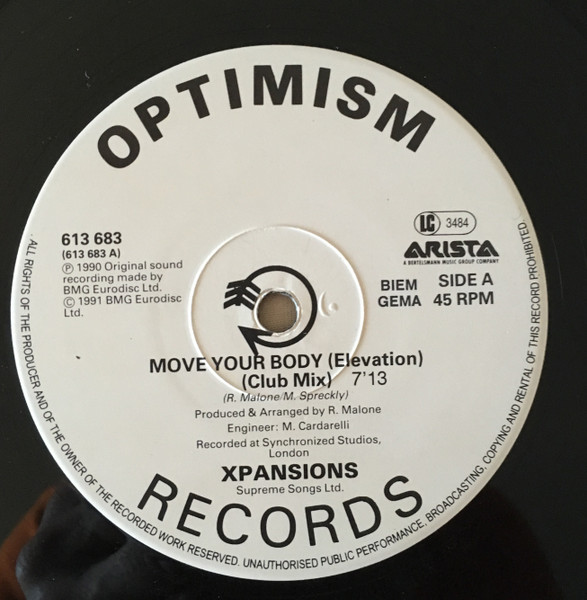 OPTIMISM
613 683
(613 683 A)
Ⓟ 1990 Original sound
recording made by
BMG Eurodisc Ltd.
Ⓒ 1991 BMG Eurodisc
Ltd.
LC 3484
ARISTA
A BERTELSMANN MUSIC GROUP COMPANY
BIEM SIDE A
GEMA 45 RPM
MOVE YOUR BODY (Elevation)
(Club Mix) 7'13
(R. Malone/M. Spreckly)
Produced & Arranged by R. Malone
Engineer: M. Cardarelli
Recorded at Synchronized Studios,
London
XPANSIONS
Supreme Songs Ltd.
RECORDS
ALL RIGHTS OF THE PRODUCER AND OF THE OWNER OF THE RECORDED WORK RESERVED. UNAUTHORISED PUBLIC PERFORMANCE, BROADCASTING, COPYING AND RENTAL OF THIS RECORD PROHIBITED.